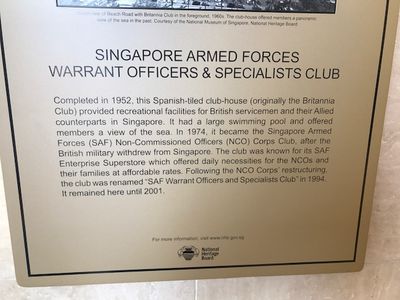 view of Beach Road with Britannia Club in the foreground, 1960s. The club-house offered members a panoramic
view of the sea in the past. Courtesy of the National Museum of Singapore, National Heritage Board
SINGAPORE ARMED FORCES
WARRANT OFFICERS & SPECIALISTS CLUB
Completed in 1952, this Spanish-tiled club-house (originally the Britannia
Club) provided recreational facilities for British servicemen and their Allied
counterparts in Singapore. It had a large swimming pool and offered
members a view of the sea. In 1974, it became the Singapore Armed
Forces (SAF) Non-Commissioned Officers (NCO) Corps Club, after the
British military withdrew from Singapore. The club was known for its SAF
Enterprise Superstore which offered daily necessities for the NCOs and
their families at affordable rates. Following the NCO Corps' restructuring,
the club was renamed "SAF Warrant Officers and Specialists Club" in 1994.
It remained here until 2001.
For more information, visit www.nhb.gov.sg
National
Heritage
Board